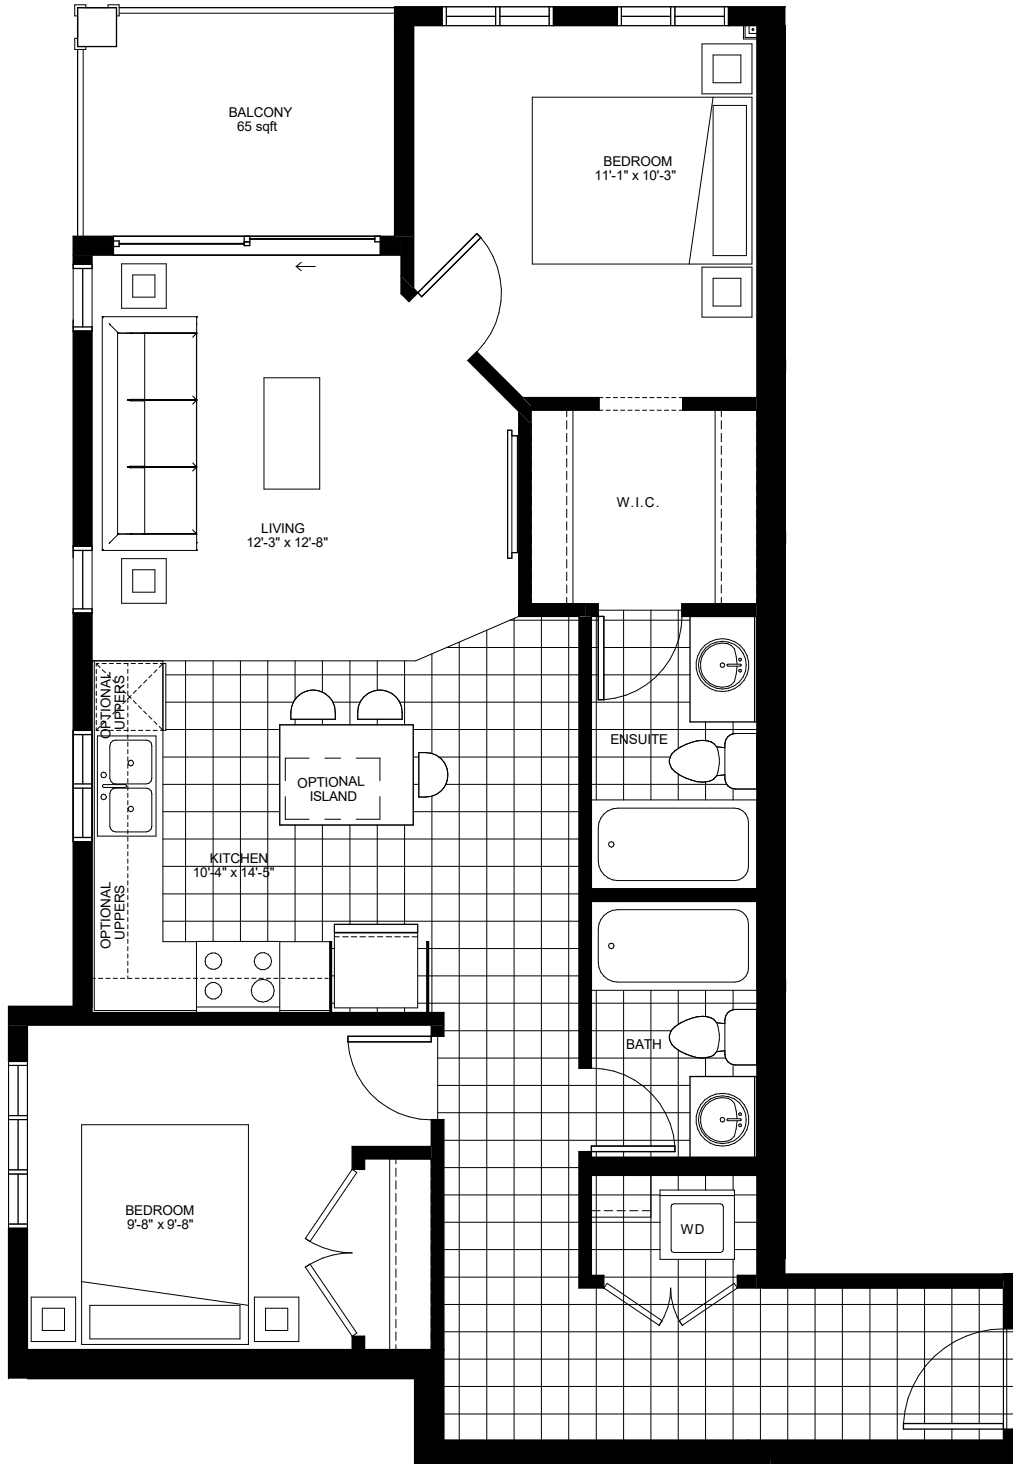 BALCONY
65 sqft
BEDROOM
11'-1" x 10'-3"
W.I.C.
LIVING
12'-3" x 12'-8"
OPTIONAL
UPPERS
ENSUITE
OPTIONAL
ISLAND
KITCHEN
10'-4" x 14'-5"
OPTIONAL
UPPERS
BATH
BEDROOM
9'-8" x 9'-8"
WD